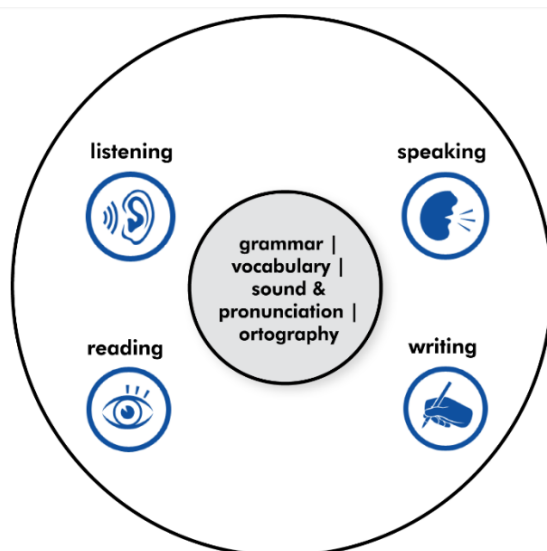 listening
speaking
grammar |
vocabulary |
sound &
pronunciation |
ortography
reading
writing